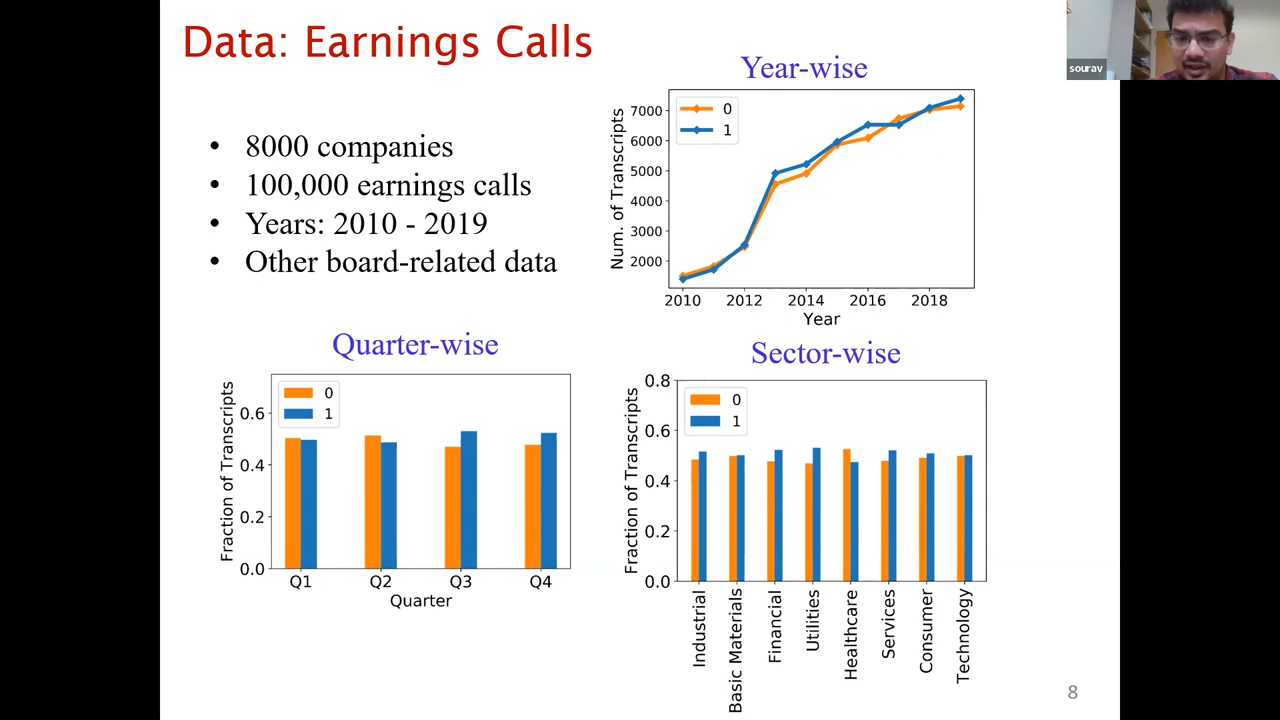 Data: Earnings Calls
sourav
• 8000 companies
• 100,000 earnings calls
• Years: 2010 - 2019
• Other board-related data
Year-wise
0
1
Num. of Transcripts
7000
6000
5000
4000
3000
2000
2010 2012 2014 2016 2018
Year
Quarter-wise
0
1
Fraction of Transcripts
0.6
0.4
0.2
0.0
Q1 Q2 Q3 Q4
Quarter
Sector-wise
0
1
Fraction of Transcripts
0.8
0.6
0.4
0.2
0.0
Industrial
Basic Materials
Financial
Utilities
Healthcare
Services
Consumer
Technology
8